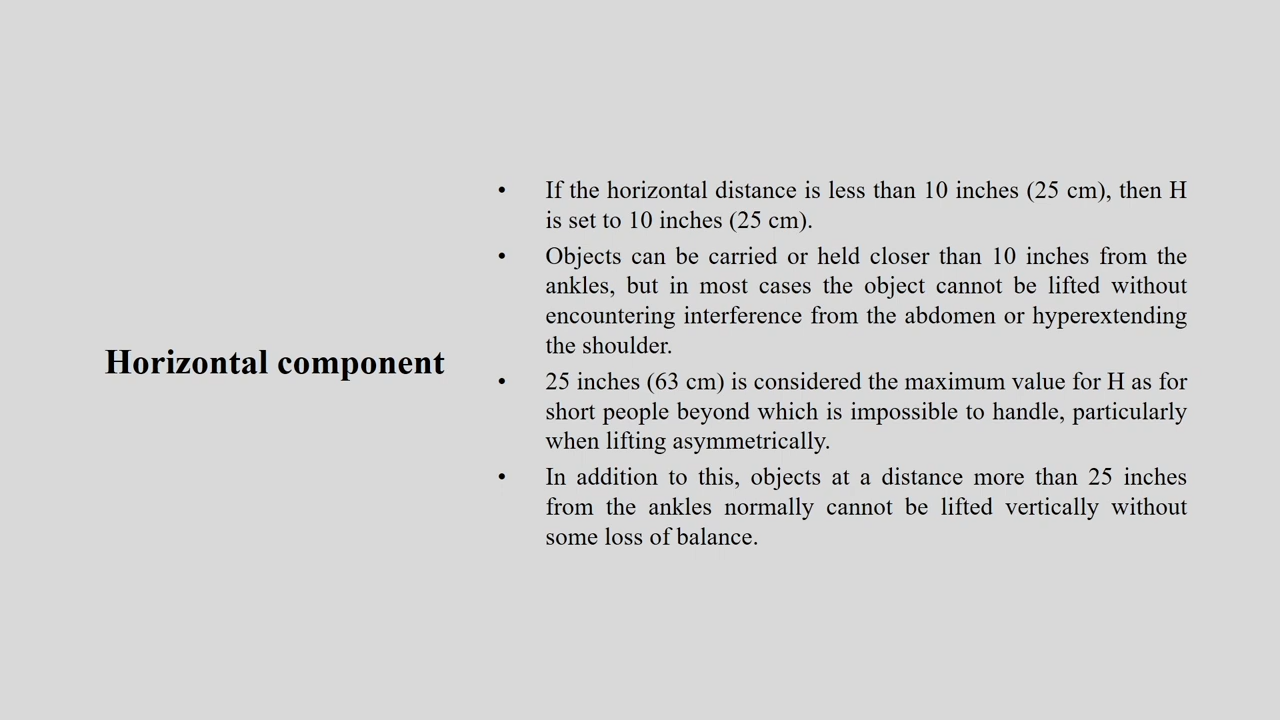 Horizontal component
• If the horizontal distance is less than 10 inches (25 cm), then H
is set to 10 inches (25 cm).
• Objects can be carried or held closer than 10 inches from the
ankles, but in most cases the object cannot be lifted without
encountering interference from the abdomen or hyperextending
the shoulder.
• 25 inches (63 cm) is considered the maximum value for H as for
short people beyond which is impossible to handle, particularly
when lifting asymmetrically.
• In addition to this, objects at a distance more than 25 inches
from the ankles normally cannot be lifted vertically without
some loss of balance.